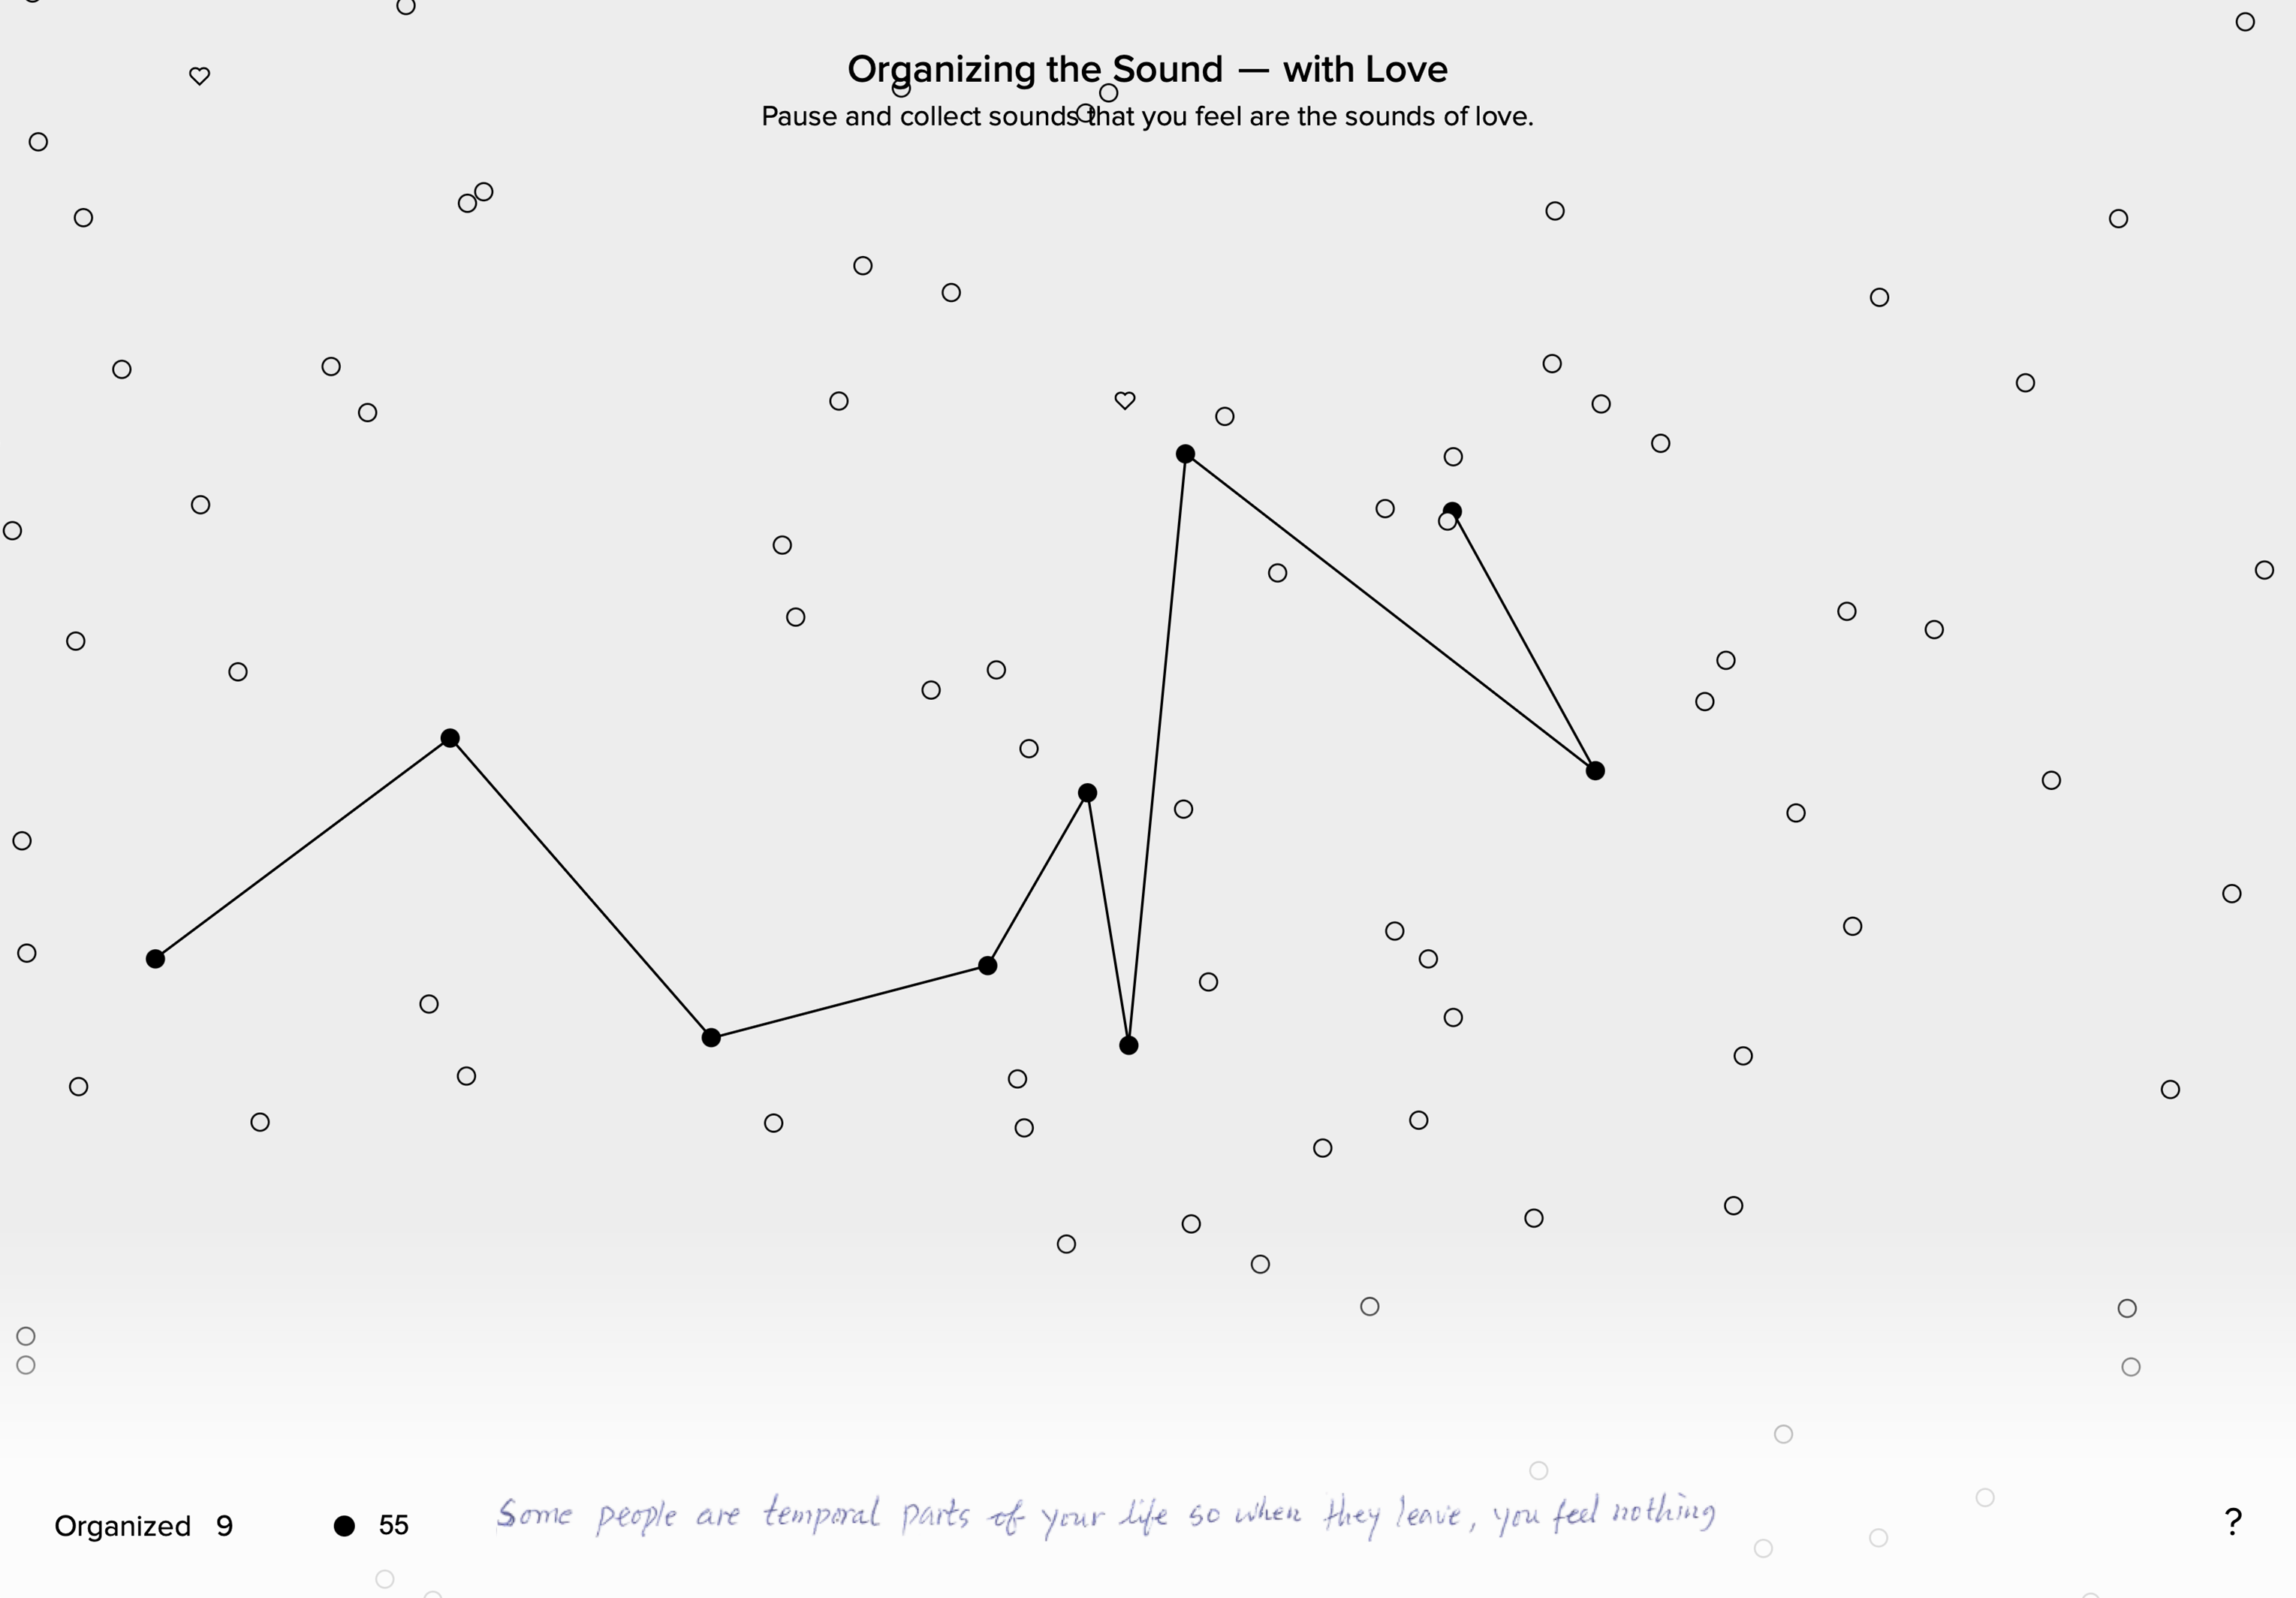 Organizing the Sound — with Love
Pause and collect sounds that you feel are the sounds of love.
Organized 9 55 Some people are temporal parts of your life so when they leave, you feel nothing ?